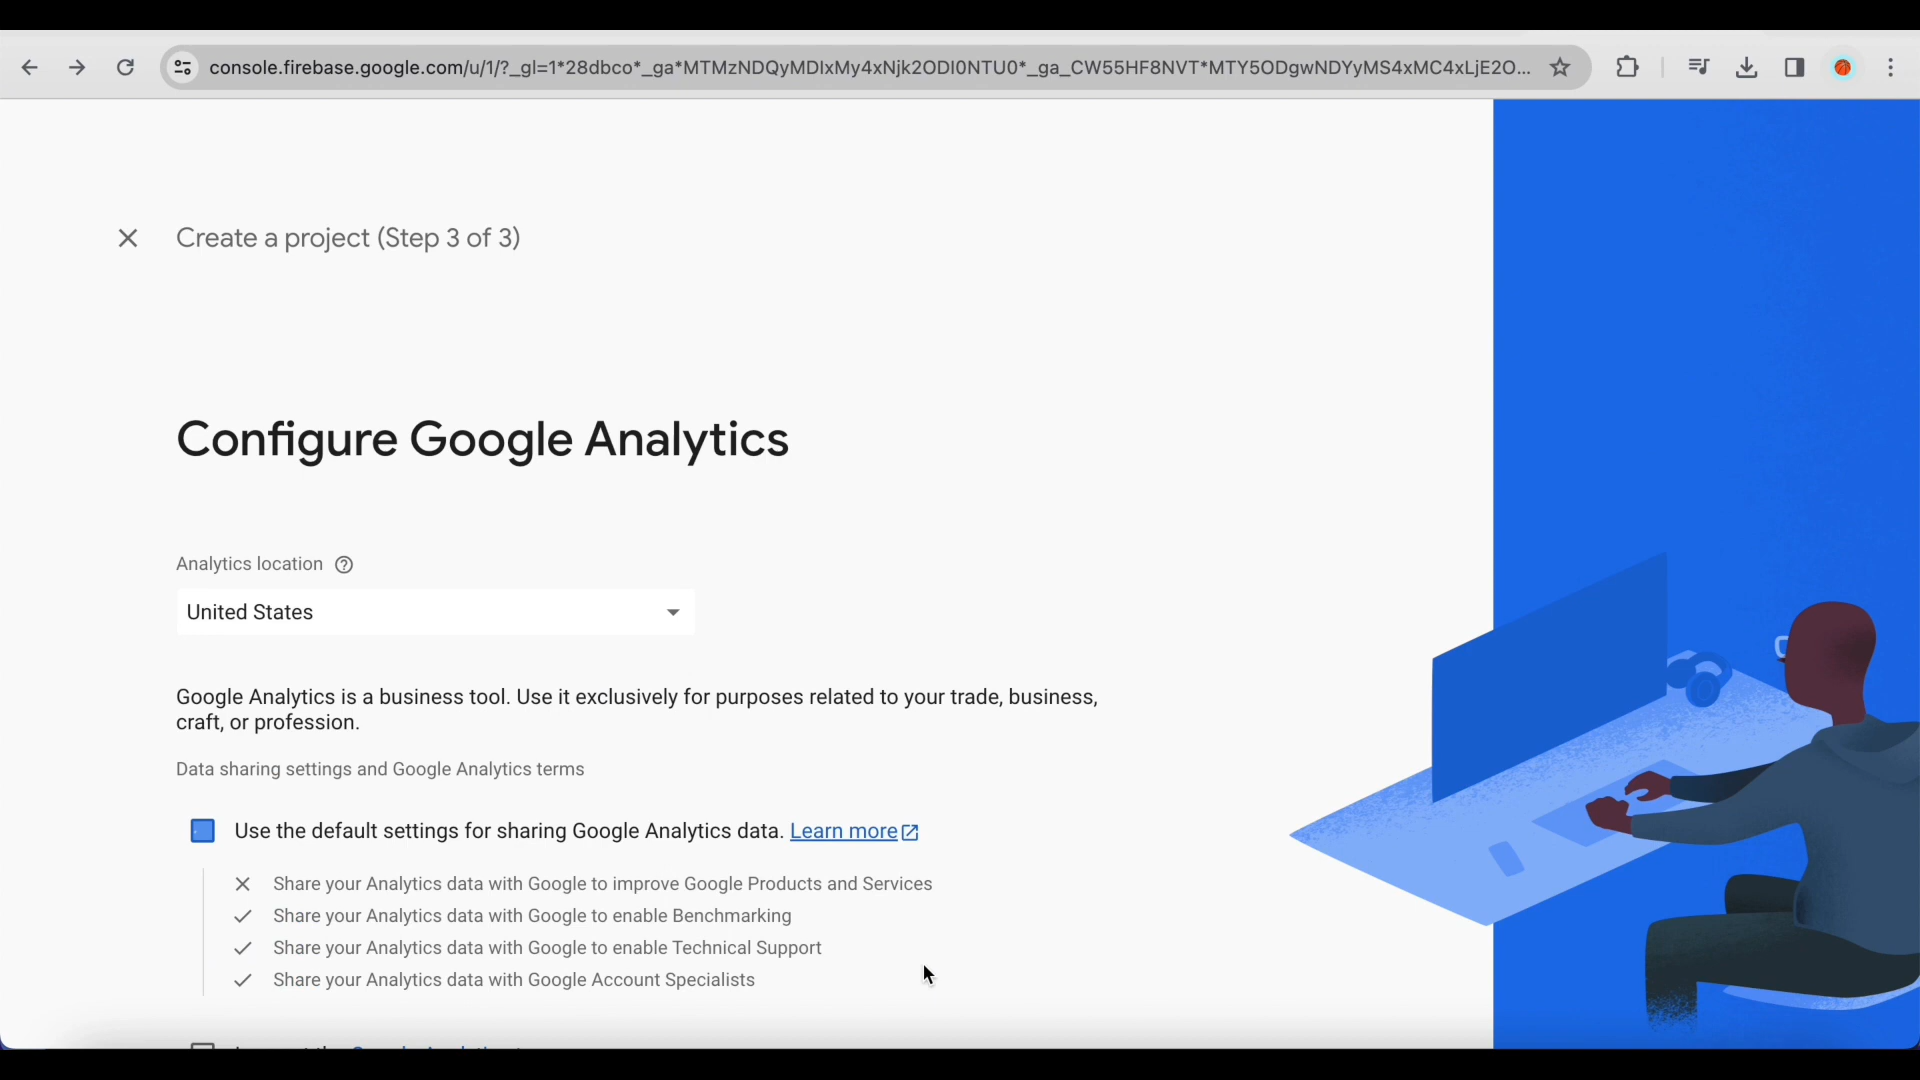 console.firebase.google.com/u/1/?_gl=1*28dbco*_ga*MTMzNDQyMDIxMy4xNjk2ODI0NTU0*_ga_CW55HF8NVT*MTY5ODgwNDYyMS4xMC4xLjE2O...
Create a project (Step 3 of 3)
Configure Google Analytics
Analytics location
United States
Google Analytics is a business tool. Use it exclusively for purposes related to your trade, business,
craft, or profession.
Data sharing settings and Google Analytics terms
Use the default settings for sharing Google Analytics data. Learn more
Share your Analytics data with Google to improve Google Products and Services
Share your Analytics data with Google to enable Benchmarking
Share your Analytics data with Google to enable Technical Support
Share your Analytics data with Google Account Specialists